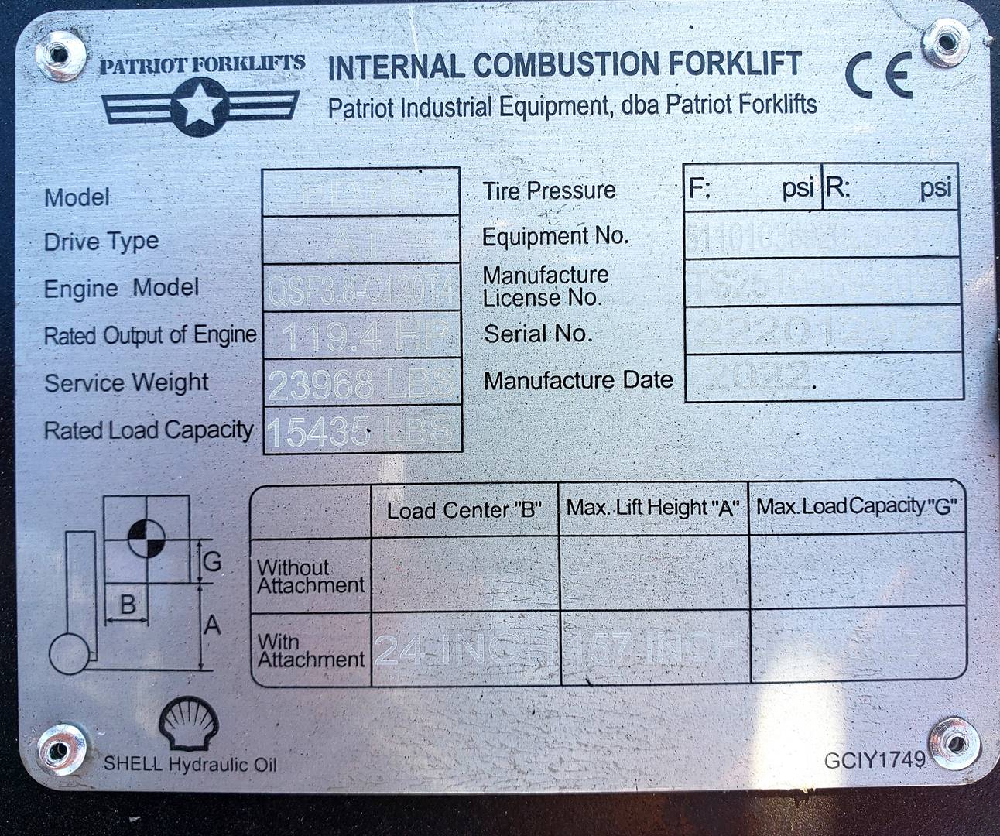 PATRIOT FORKLIFTS
INTERNAL COMBUSTION FORKLIFT
CE
Patriot Industrial Equipment, dba Patriot Forklifts
Model
Tire Pressure F: psi R: psi
Drive Type
Equipment No.
Engine Model
Manufacture License No.
Rated Output of Engine 119.4 HP
Serial No.
Service Weight 23968 LBS
Manufacture Date 2022.
Rated Load Capacity 15435 LBS
Load Center "B" Max. Lift Height "A" Max. Load Capacity "G"
Without
Attachment
With
Attachment
24 INCH 157 IN
G
B
A
SHELL Hydraulic Oil
GCIY1749